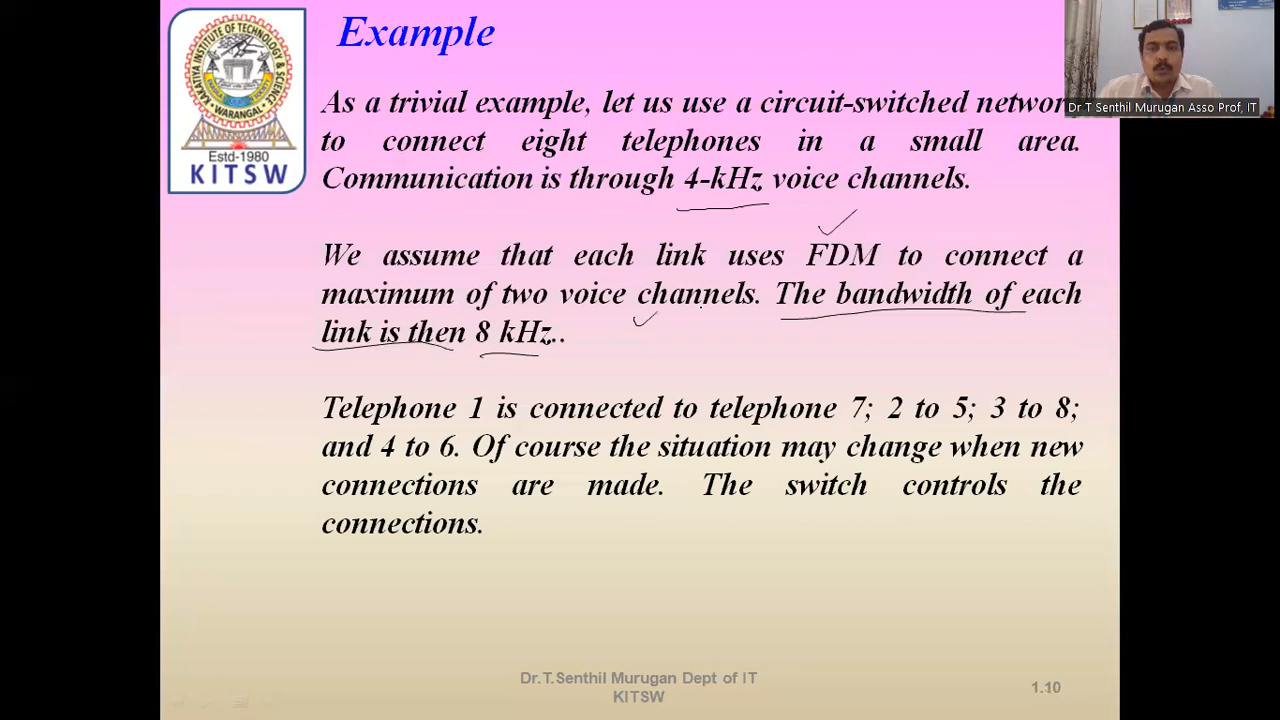 Example
As a trivial example, let us use a circuit-switched networ
to connect eight telephones in a small area.
Communication is through 4-kHz voice channels.
We assume that each link uses FDM to connect a
maximum of two voice channels. The bandwidth of each
link is then 8 kHz..
Telephone 1 is connected to telephone 7; 2 to 5; 3 to 8;
and 4 to 6. Of course the situation may change when new
connections are made. The switch controls the
connections.
KAKATIYA INSTITUTE OF TECHNOLOGY & SCIENCE
WARANGAL
Estd-1980
KITSW
Dr T Senthil Murugan Asso Prof, IT
Dr.T.Senthil Murugan Dept of IT
KITSW
1.10